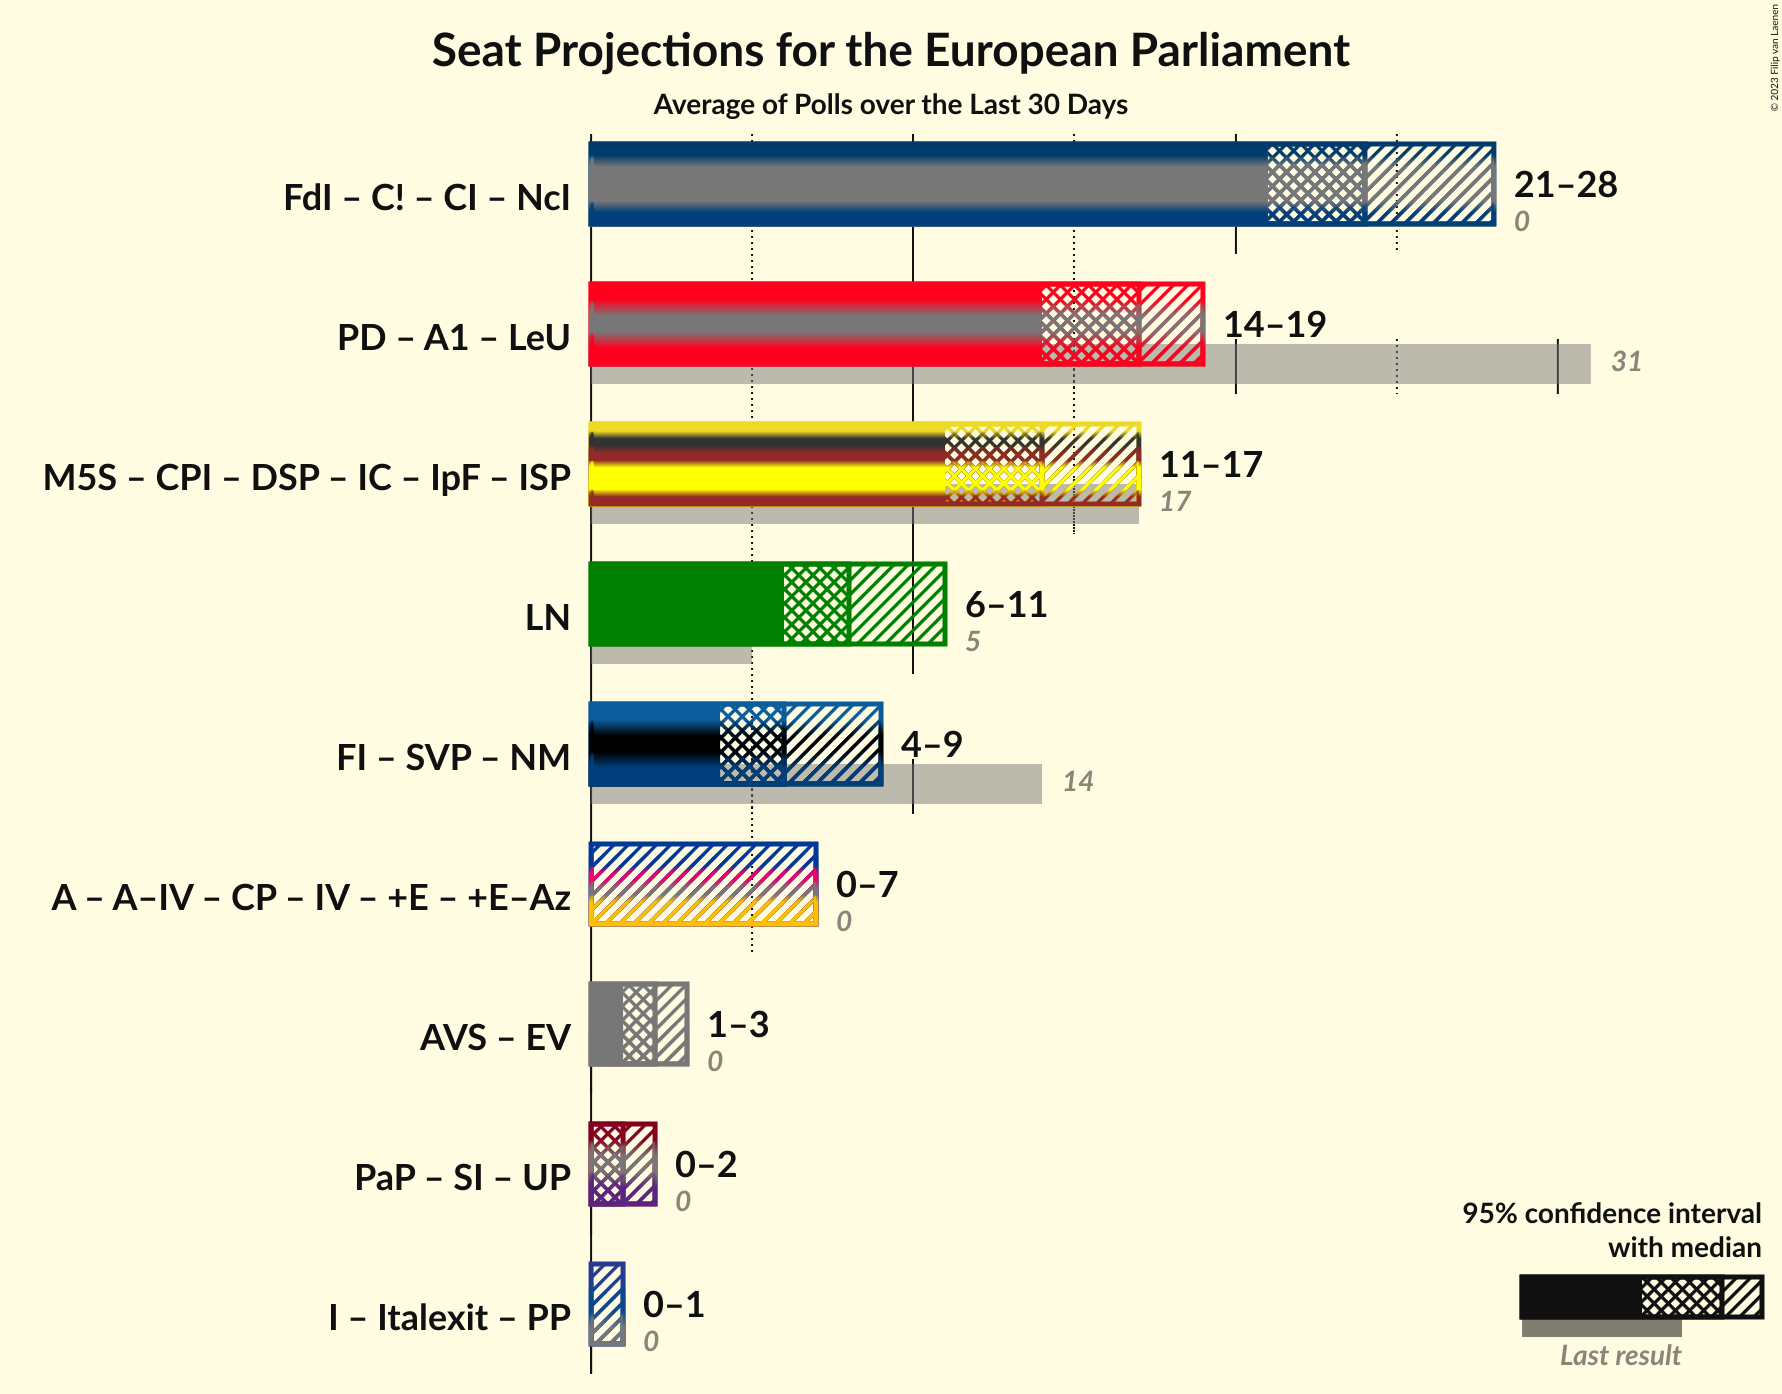 Seat Projections for the European Parliament
Average of Polls over the Last 30 Days
© 2023 Filip van Laenen
FdI – C! – CI – NcI
21–28
0
PD – A1 – LeU
14–19
31
M5S – CPI – DSP – IC – IpF – ISP
11–17
17
LN
6–11
5
FI – SVP – NM
4–9
14
A – A–IV – CP – IV – +E – +E–Az
0–7
0
AVS – EV
1–3
0
PaP – SI – UP
0–2
0
I – Italexit – PP
0–1
0
95% confidence interval
with median
Last result